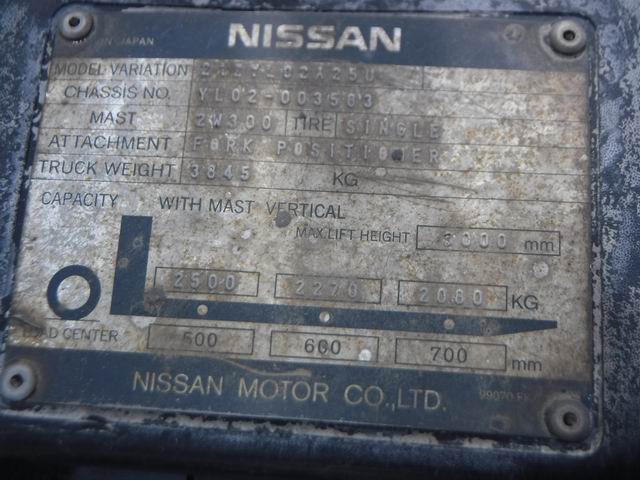 JAPAN NISSAN
MODEL VARIATION
CHASSIS NO. YL02-003503
MAST 2W300 TIRE SINGLE
ATTACHMENT FORK POSITIONER
TRUCK WEIGHT 3845 KG
CAPACITY WITH MAST VERTICAL
MAX.LIFT HEIGHT 3000 mm
2500 2270 2080 KG
LOAD CENTER 500 600 700 mm
NISSAN MOTOR CO.,LTD.